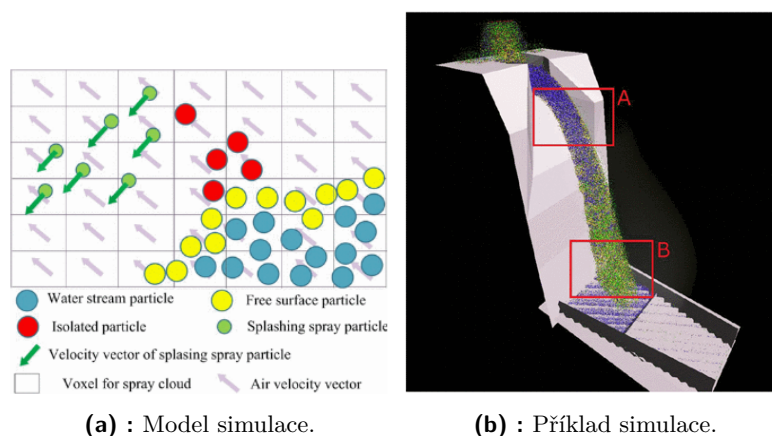 Water stream particle
Free surface particle
Isolated particle
Splashing spray particle
Velocity vector of splasing spray particle
Voxel for spray cloud
Air velocity vector
A
B
(a) : Model simulace.
(b) : Příklad simulace.